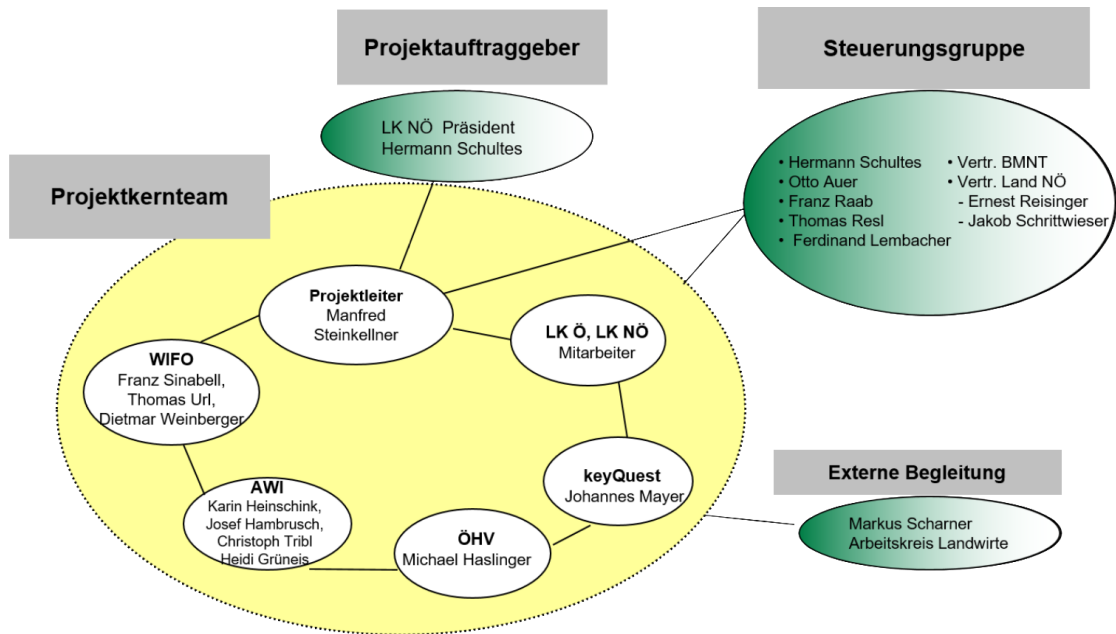 Projektauftraggeber
LK NÖ Präsident
Hermann Schultes
Steuerungsgruppe
• Hermann Schultes
• Otto Auer
• Franz Raab
• Thomas Resl
• Ferdinand Lembacher
• Vertr. BMNT
• Vertr. Land NÖ
- Ernest Reisinger
- Jakob Schrittwieser
Projektkernteam
Projektleiter
Manfred
Steinkellner
LK Ö, LK NÖ
Mitarbeiter
WIFO
Franz Sinabell,
Thomas Url,
Dietmar Weinberger
keyQuest
Johannes Mayer
AWI
Karin Heinschink,
Josef Hambrusch,
Christoph Tribl
Heidi Grüneis
ÖHV
Michael Haslinger
Externe Begleitung
Markus Scharner
Arbeitskreis Landwirte